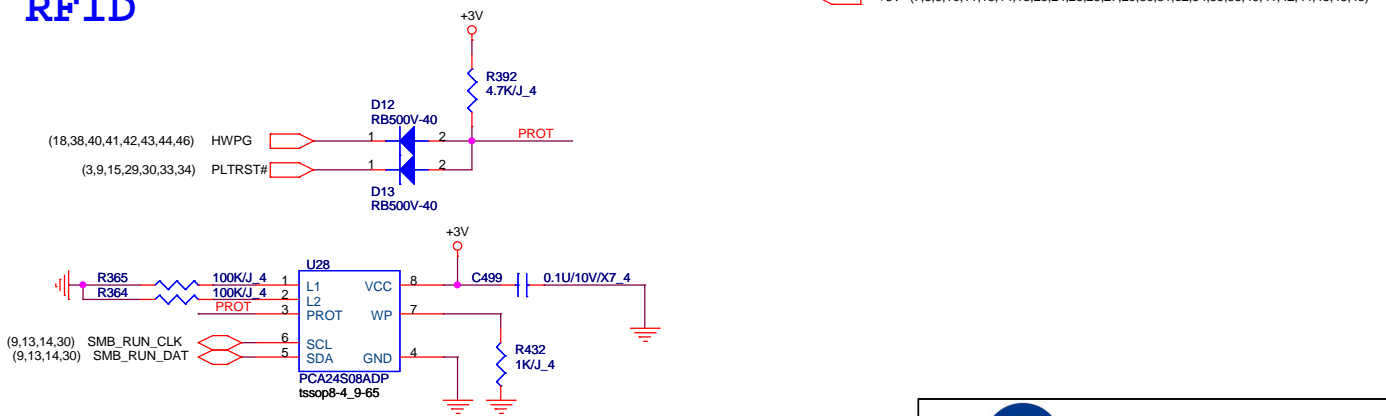 RFID
+3V
R392
4.7K/J_4
D12
RB500V-40
(18,38,40,41,42,43,44,46) HWPG
1
2
PROT
(3,9,15,29,30,33,34) PLTRST#
1
2
D13
RB500V-40
+3V
U28
R365
100K/J_4
1
L1
VCC
8
C499
0.1U/10V/X7_4
R364
100K/J_4
2
L2
PROT
3
PROT
WP
7
(9,13,14,30) SMB_RUN_CLK
6
SCL
(9,13,14,30) SMB_RUN_DAT
5
SDA
GND
4
R432
1K/J_4
PCA24S08ADP
tssop8-4_9-65